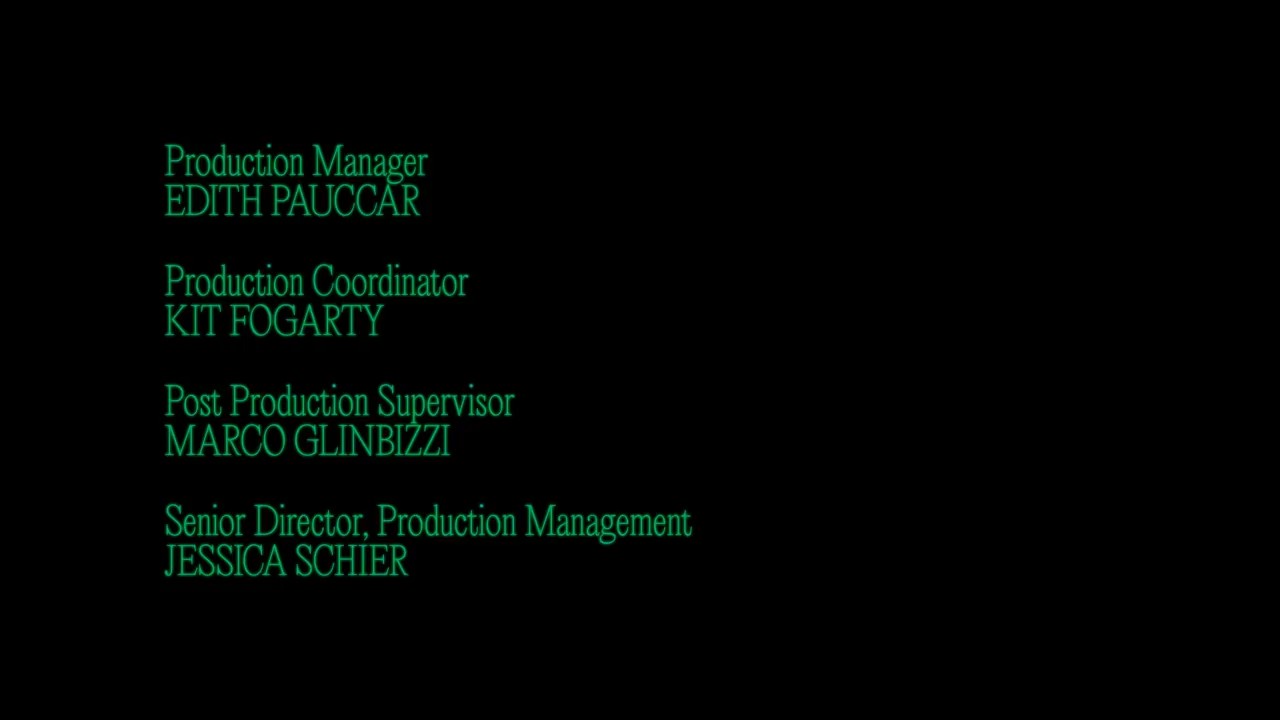 Production Manager
EDITH PAUCCAR
Production Coordinator
KIT FOGARTY
Post Production Supervisor
MARCO GLINBIZZI
Senior Director, Production Management
JESSICA SCHIER